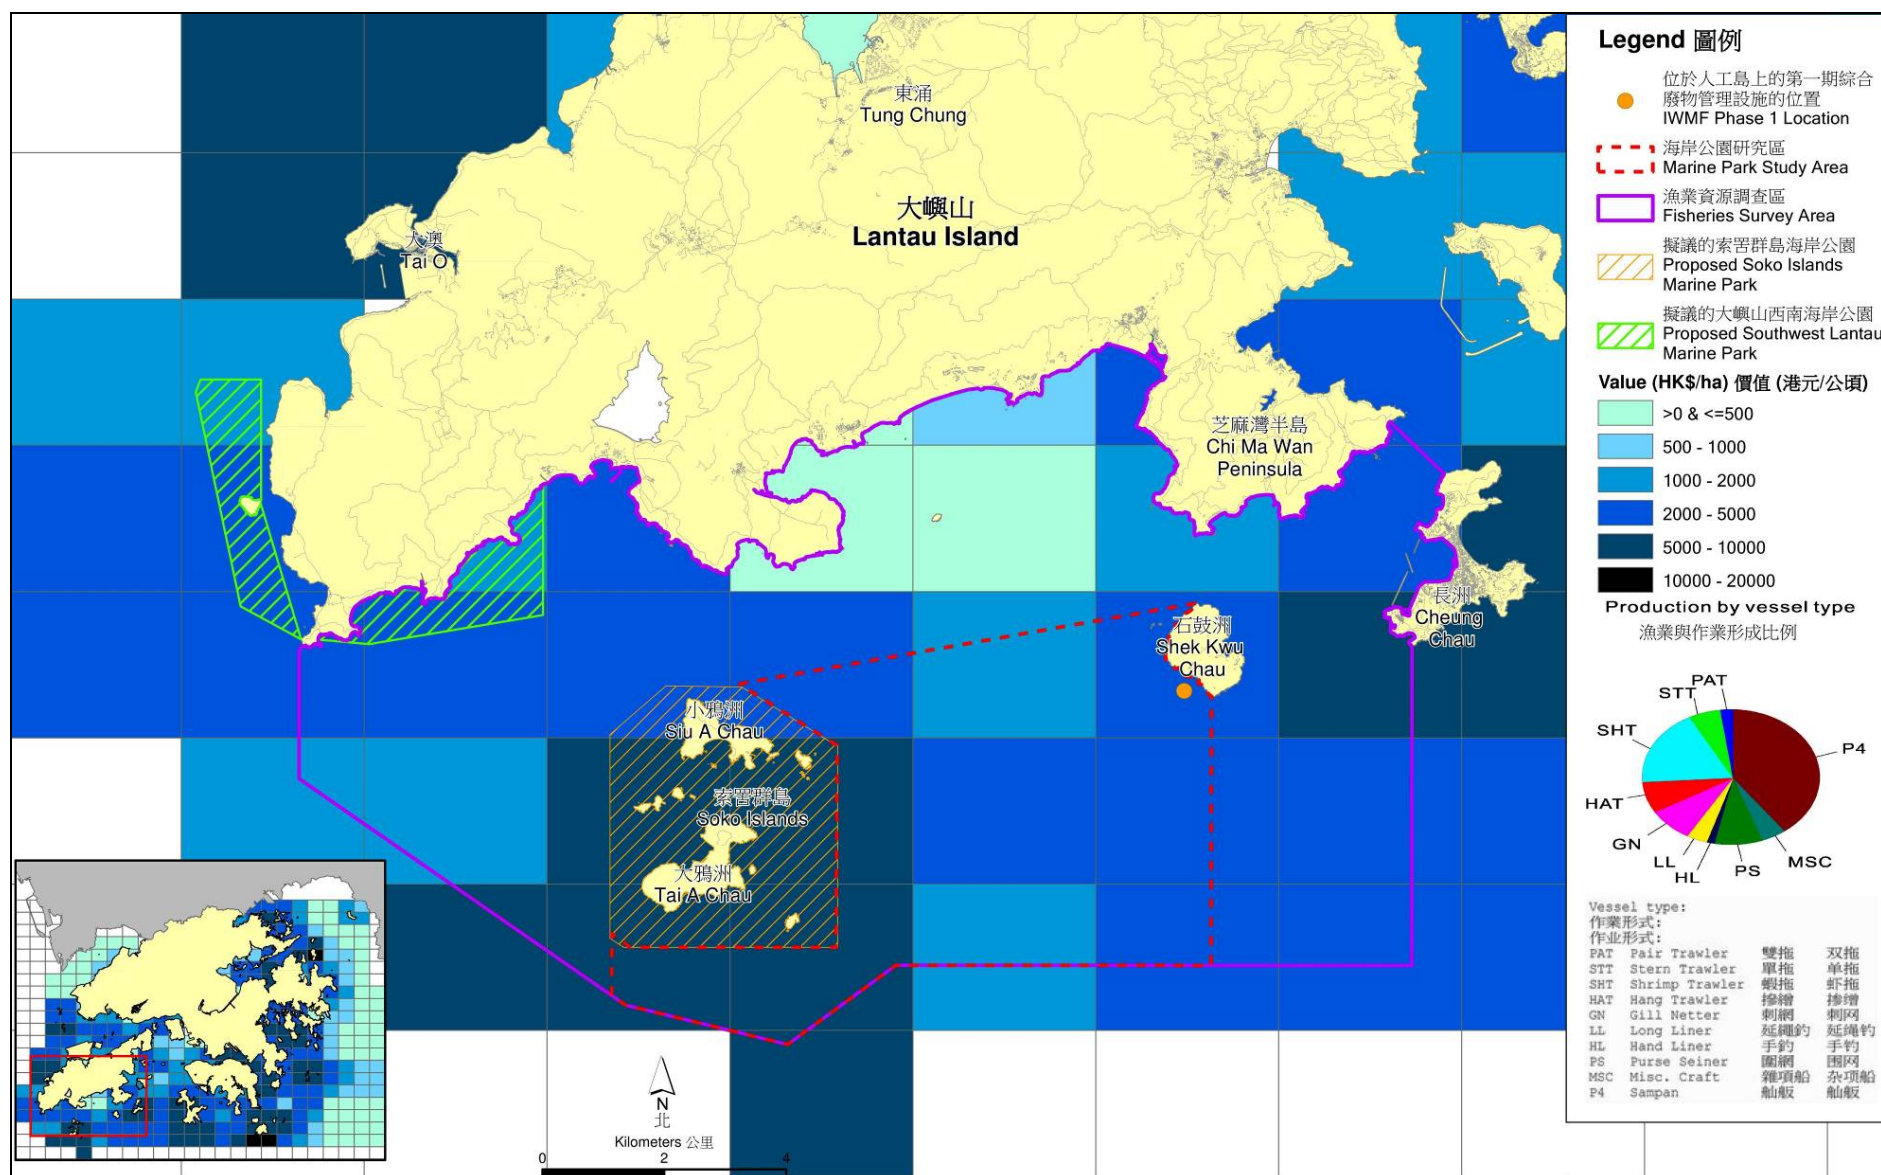 東涌
Tung Chung
大嶼山
Lantau Island
大澳
Tai O
芝麻灣半島
Chi Ma Wan
Peninsula
長洲
Cheung
Chau
石鼓洲
Shek Kwu
Chau
小鴉洲
Siu A Chau
索罟群島
Soko Islands
大鴉洲
Tai A Chau
N
北
Kilometers 公里
0 2 4
Legend 圖例
位於人工島上的第一期綜合
廢物管理設施的位置
IWMF Phase 1 Location
海岸公園研究區
Marine Park Study Area
漁業資源調查區
Fisheries Survey Area
擬議的索罟群島海岸公園
Proposed Soko Islands
Marine Park
擬議的大嶼山西南海岸公園
Proposed Southwest Lantau
Marine Park
Value (HK$/ha) 價值 (港元/公頃)
>0 & <=500
500 - 1000
1000 - 2000
2000 - 5000
5000 - 10000
10000 - 20000
Production by vessel type
漁業與作業形成比例
PAT
STT
SHT
P4
HAT
GN
LL
HL
PS
MSC
Vessel type:
作業形式:
作业形式:
PAT Pair Trawler 雙拖 双拖
STT Stern Trawler 單拖 单拖
SHT Shrimp Trawler 蝦拖 虾拖
HAT Hang Trawler 摻繒 掺缯
GN Gill Netter 刺網 刺网
LL Long Liner 延繩釣 延绳钓
HL Hand Liner 手釣 手钓
PS Purse Seiner 圍網 围网
MSC Misc. Craft 雜項船 杂项船
P4 Sampan 舢舨 舢舨